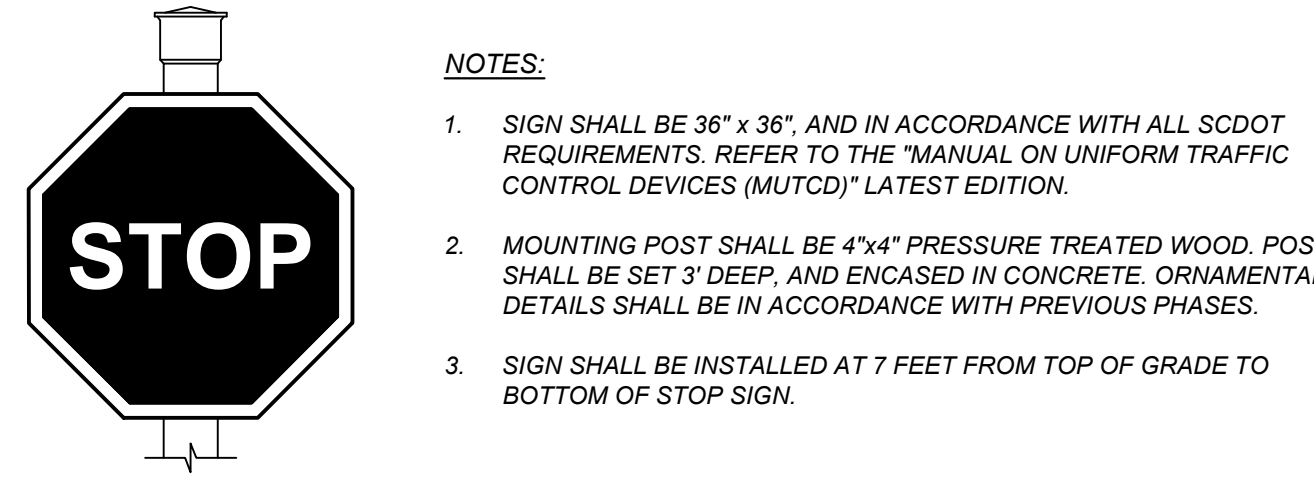 STOP
NOTES:
1. SIGN SHALL BE 36" x 36", AND IN ACCORDANCE WITH ALL SCDOT
REQUIREMENTS. REFER TO THE "MANUAL ON UNIFORM TRAFFIC
CONTROL DEVICES (MUTCD)" LATEST EDITION.
2. MOUNTING POST SHALL BE 4"x4" PRESSURE TREATED WOOD. POS
SHALL BE SET 3' DEEP, AND ENCASED IN CONCRETE. ORNAMENTA
DETAILS SHALL BE IN ACCORDANCE WITH PREVIOUS PHASES.
3. SIGN SHALL BE INSTALLED AT 7 FEET FROM TOP OF GRADE TO
BOTTOM OF STOP SIGN.